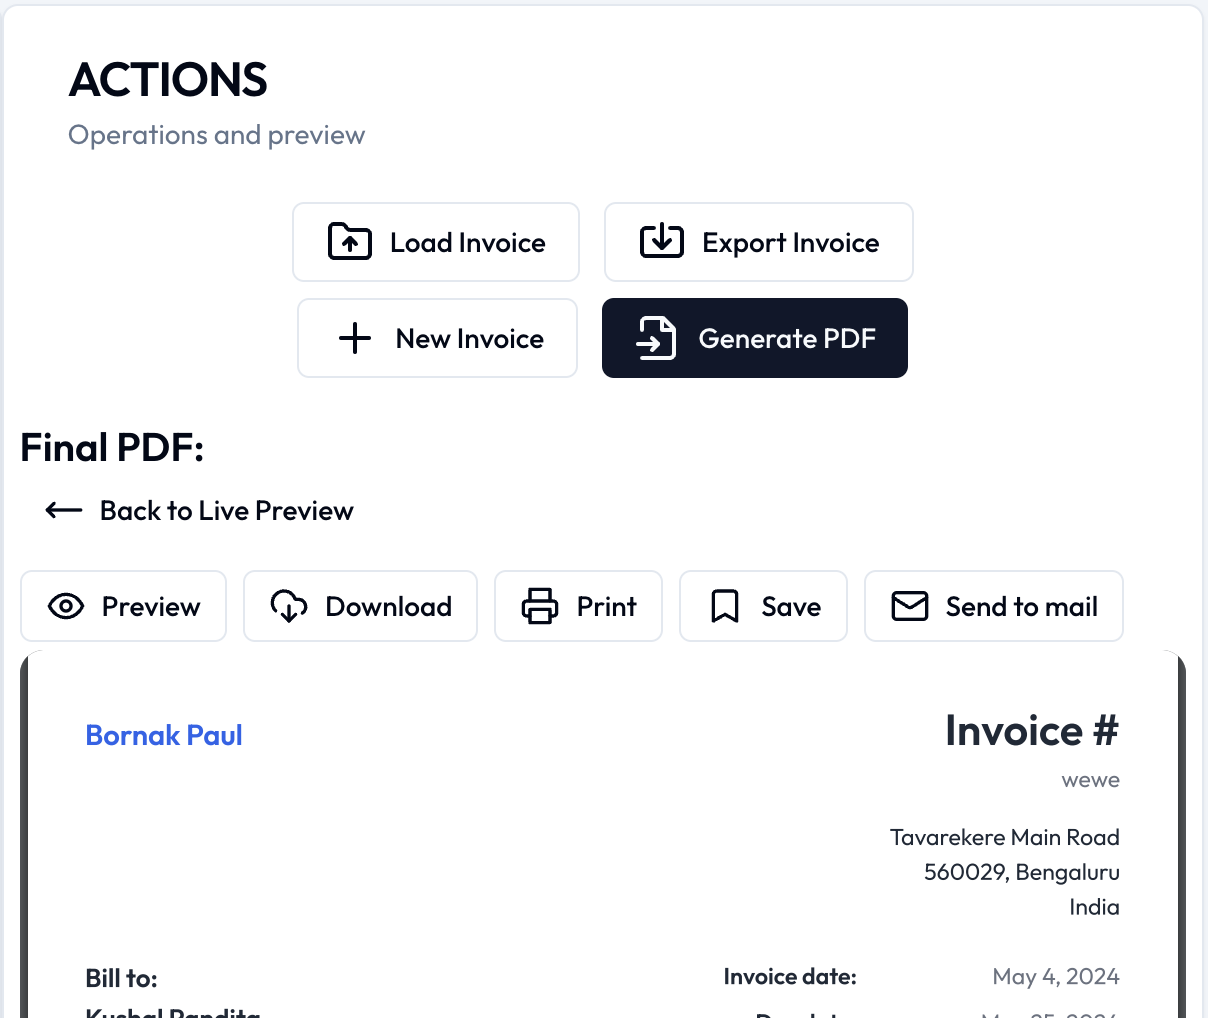 ACTIONS
Operations and preview
Load Invoice
Export Invoice
New Invoice
Generate PDF
Final PDF:
Back to Live Preview
Preview
Download
Print
Save
Send to mail
Bornak Paul
Invoice #
wewe
Tavarekere Main Road
560029, Bengaluru
India
Bill to:
Invoice date:
May 4, 2024
Kushal Pandita